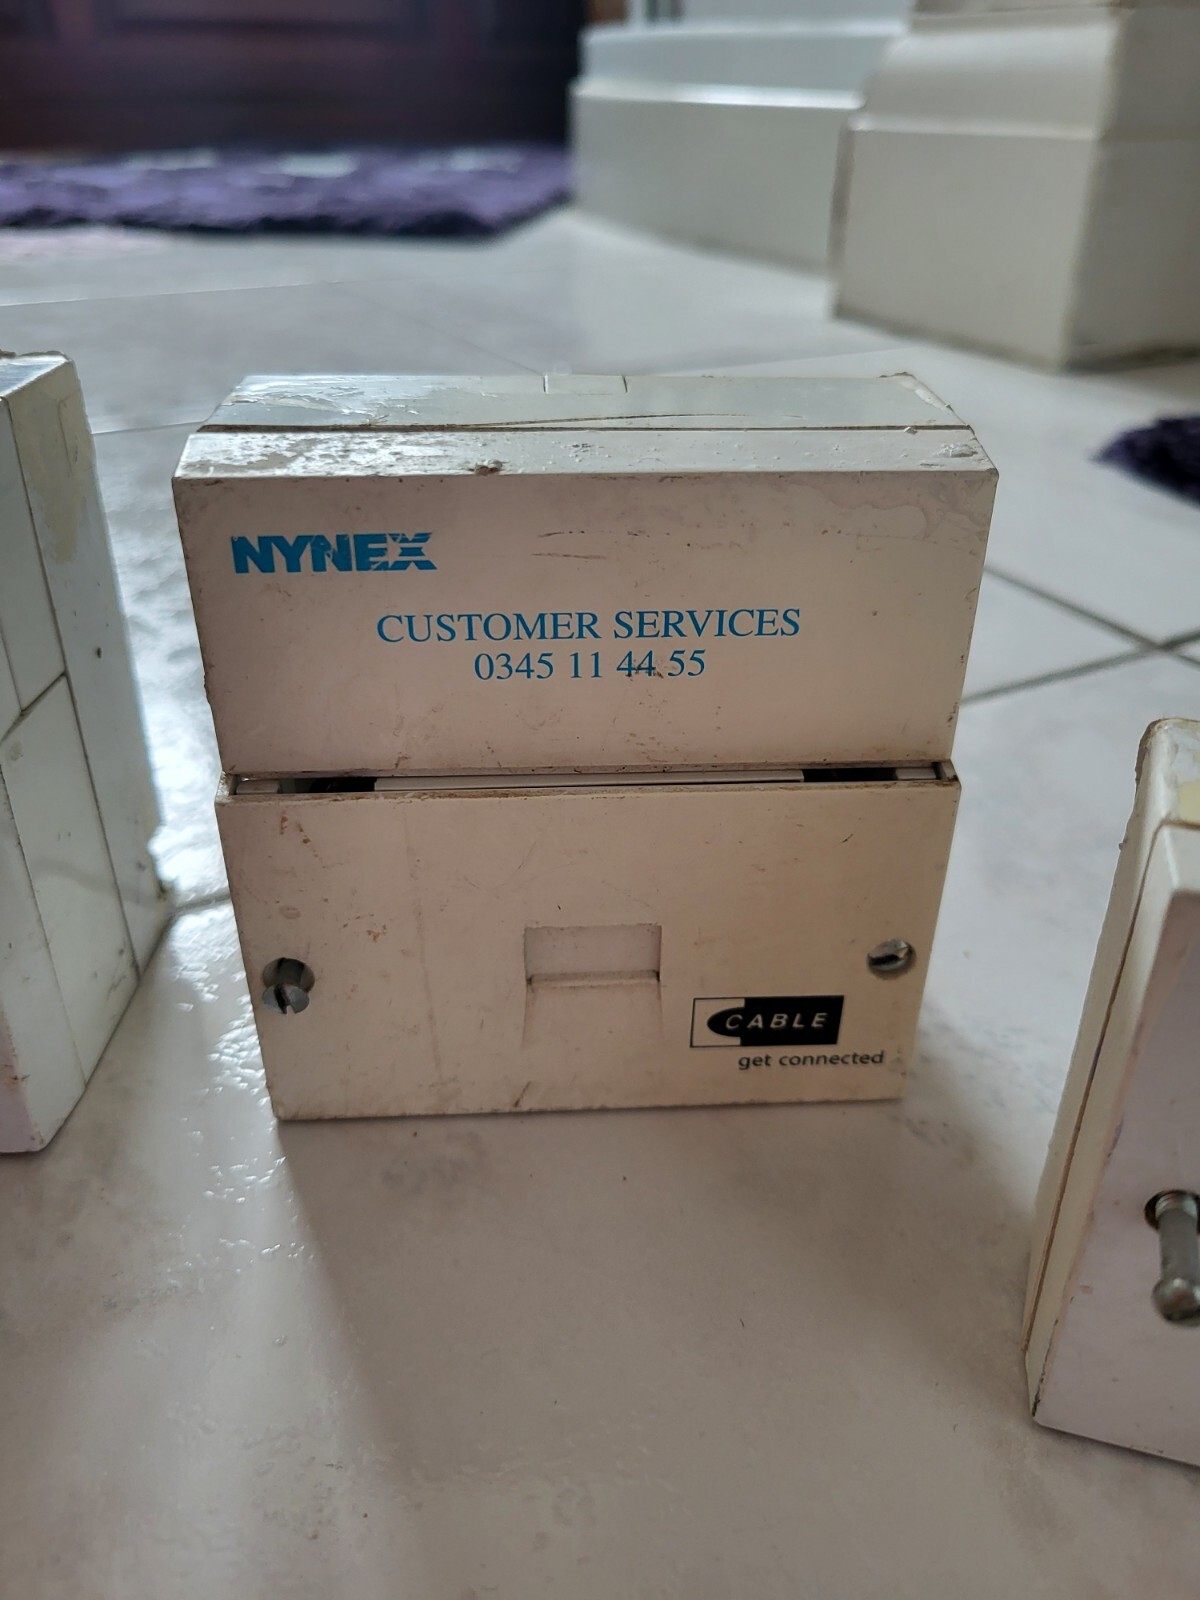 NYNEX
CUSTOMER SERVICES
0345 11 44 55
CABLE
get connected